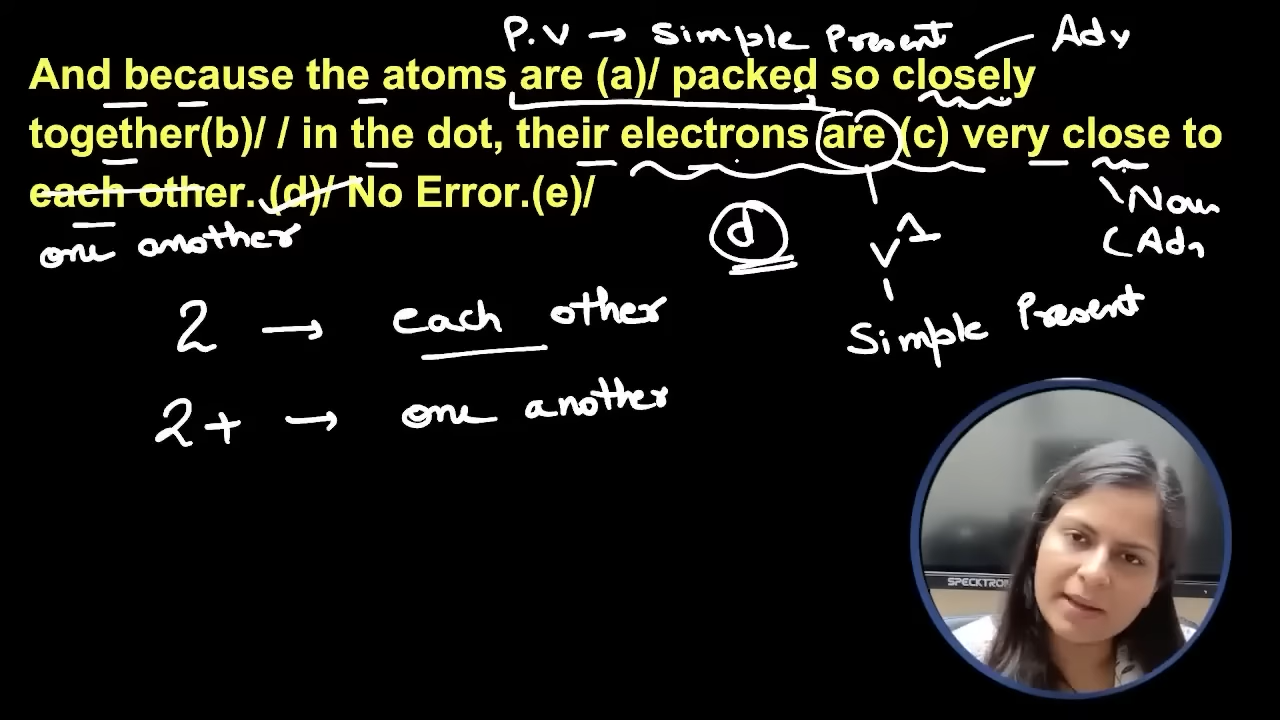 P.V → Simple Present — Adv
And because the atoms are (a)/ packed so closely
together(b)/ / in the dot, their electrons are (c) very close to
each other. (d)/ No Error.(e)/
one another
d
V1
Noun
Adj
Simple Present
2 → each other
2+ → one another
SPECKTRON